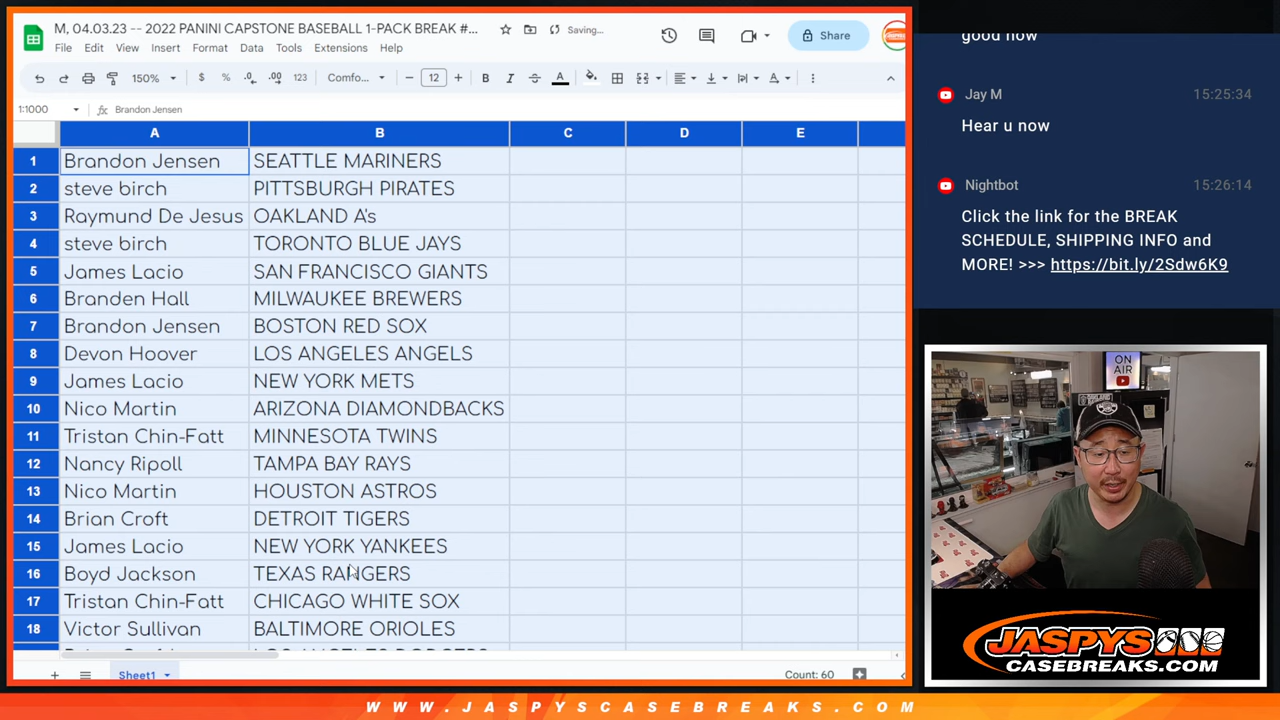 M, 04.03.23 -- 2022 PANINI CAPSTONE BASEBALL 1-PACK BREAK #...
Saving...
Share
File Edit View Insert Format Data Tools Extensions Help
150% $ % .0 .00 123 Comfo... 12 B I A
1:1000 fx Brandon Jensen
A B C D E
1 Brandon Jensen SEATTLE MARINERS
2 steve birch PITTSBURGH PIRATES
3 Raymund De Jesus OAKLAND A's
4 steve birch TORONTO BLUE JAYS
5 James Lacio SAN FRANCISCO GIANTS
6 Branden Hall MILWAUKEE BREWERS
7 Brandon Jensen BOSTON RED SOX
8 Devon Hoover LOS ANGELES ANGELS
9 James Lacio NEW YORK METS
10 Nico Martin ARIZONA DIAMONDBACKS
11 Tristan Chin-Fatt MINNESOTA TWINS
12 Nancy Ripoll TAMPA BAY RAYS
13 Nico Martin HOUSTON ASTROS
14 Brian Croft DETROIT TIGERS
15 James Lacio NEW YORK YANKEES
16 Boyd Jackson TEXAS RANGERS
17 Tristan Chin-Fatt CHICAGO WHITE SOX
18 Victor Sullivan BALTIMORE ORIOLES
Sheet1
Count: 60
good now
Jay M 15:25:34
Hear u now
Nightbot 15:26:14
Click the link for the BREAK
SCHEDULE, SHIPPING INFO and
MORE! >>> https://bit.ly/2Sdw6K9
ON
AIR
JASPYS
CASEBREAKS.COM
WWW.JASPYSCASEBREAKS.COM